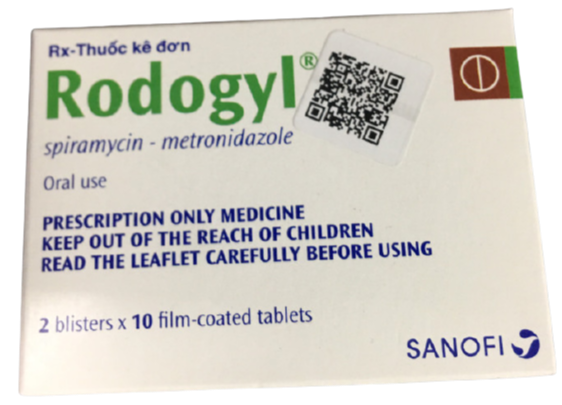 Rx-Thuốc kê đơn
Rodogyl®
spiramycin - metronidazole
Oral use
PRESCRIPTION ONLY MEDICINE
KEEP OUT OF THE REACH OF CHILDREN
READ THE LEAFLET CAREFULLY BEFORE USING
2 blisters x 10 film-coated tablets
SANOFI